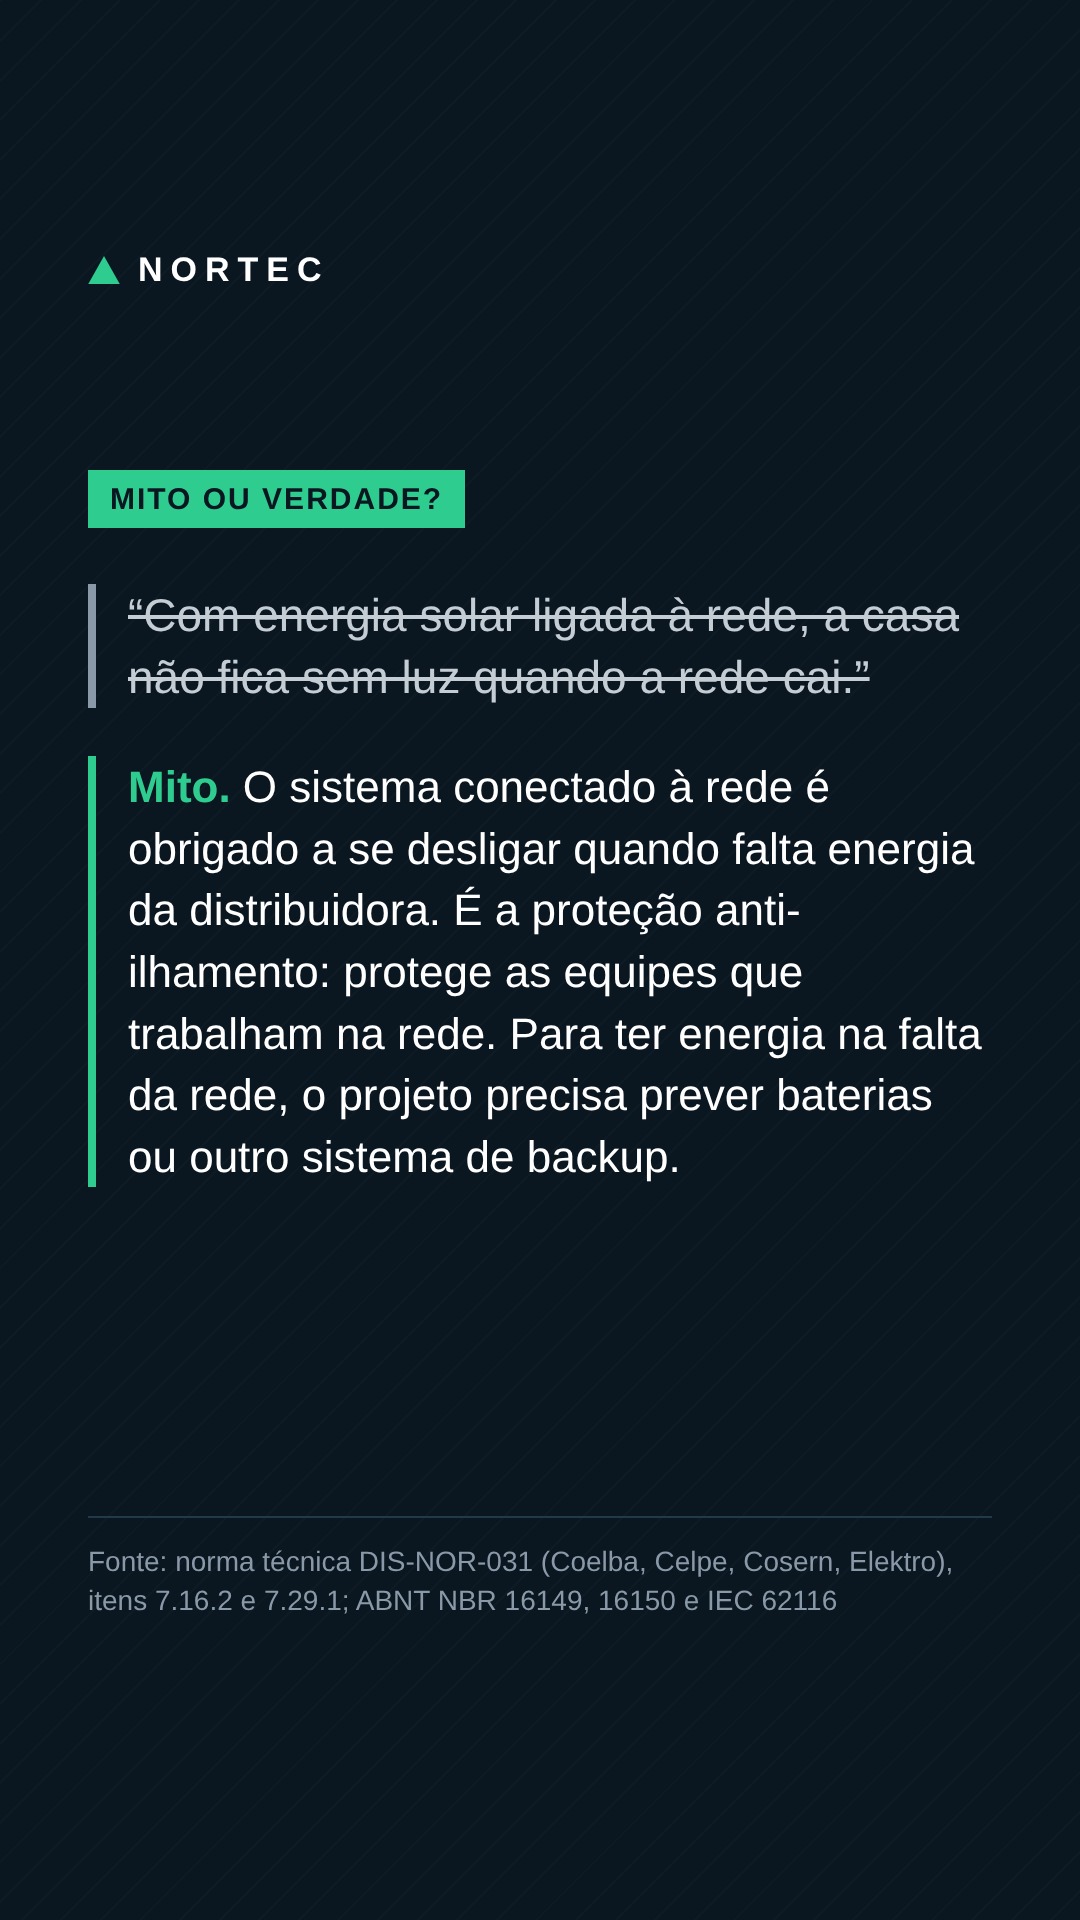 NORTEC
MITO OU VERDADE?
“Com energia solar ligada à rede, a casa
não fica sem luz quando a rede cai.”
Mito. O sistema conectado à rede é
obrigado a se desligar quando falta energia
da distribuidora. É a proteção anti-
ilhamento: protege as equipes que
trabalham na rede. Para ter energia na falta
da rede, o projeto precisa prever baterias
ou outro sistema de backup.
Fonte: norma técnica DIS-NOR-031 (Coelba, Celpe, Cosern, Elektro),
itens 7.16.2 e 7.29.1; ABNT NBR 16149, 16150 e IEC 62116